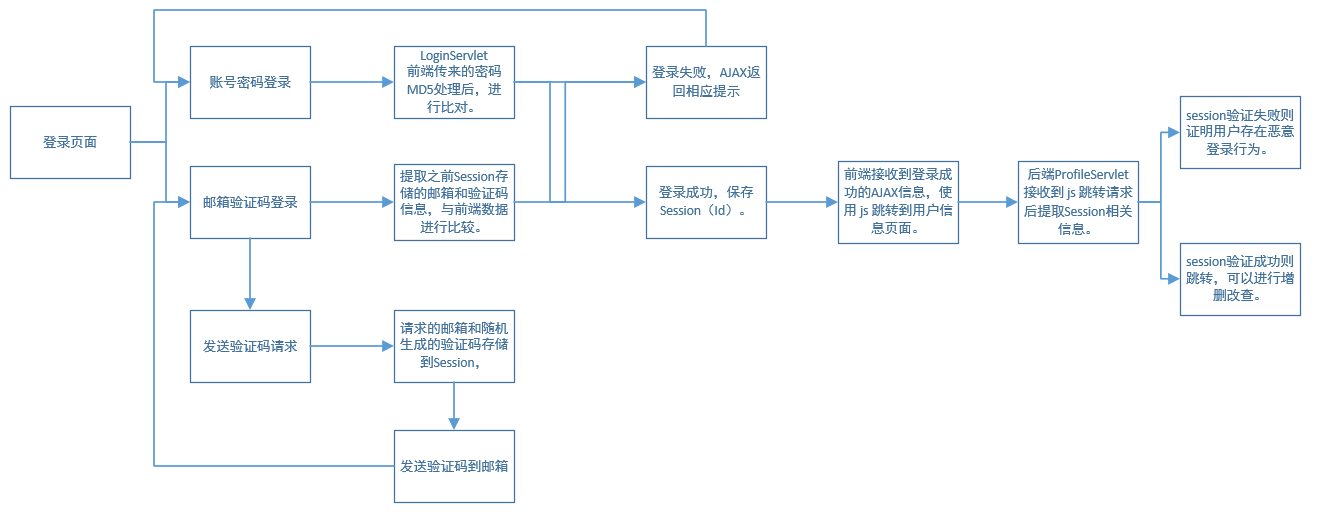 登录页面
账号密码登录
LoginServlet
前端传来的密码
MD5处理后，进
行比对。
登录失败，AJAX返
回相应提示
邮箱验证码登录
提取之前Session存
储的邮箱和验证码
信息，与前端数据
进行比较。
登录成功，保存
Session（Id）。
前端接收到登录成
功的AJAX信息，使
用 js 跳转到用户信
息页面。
后端ProfileServlet
接收到 js 跳转请求
后提取Session相关
信息。
session验证失败则
证明用户存在恶意
登录行为。
session验证成功则
跳转，可以进行增
删改查。
发送验证码请求
请求的邮箱和随机
生成的验证码存储
到Session，
发送验证码到邮箱